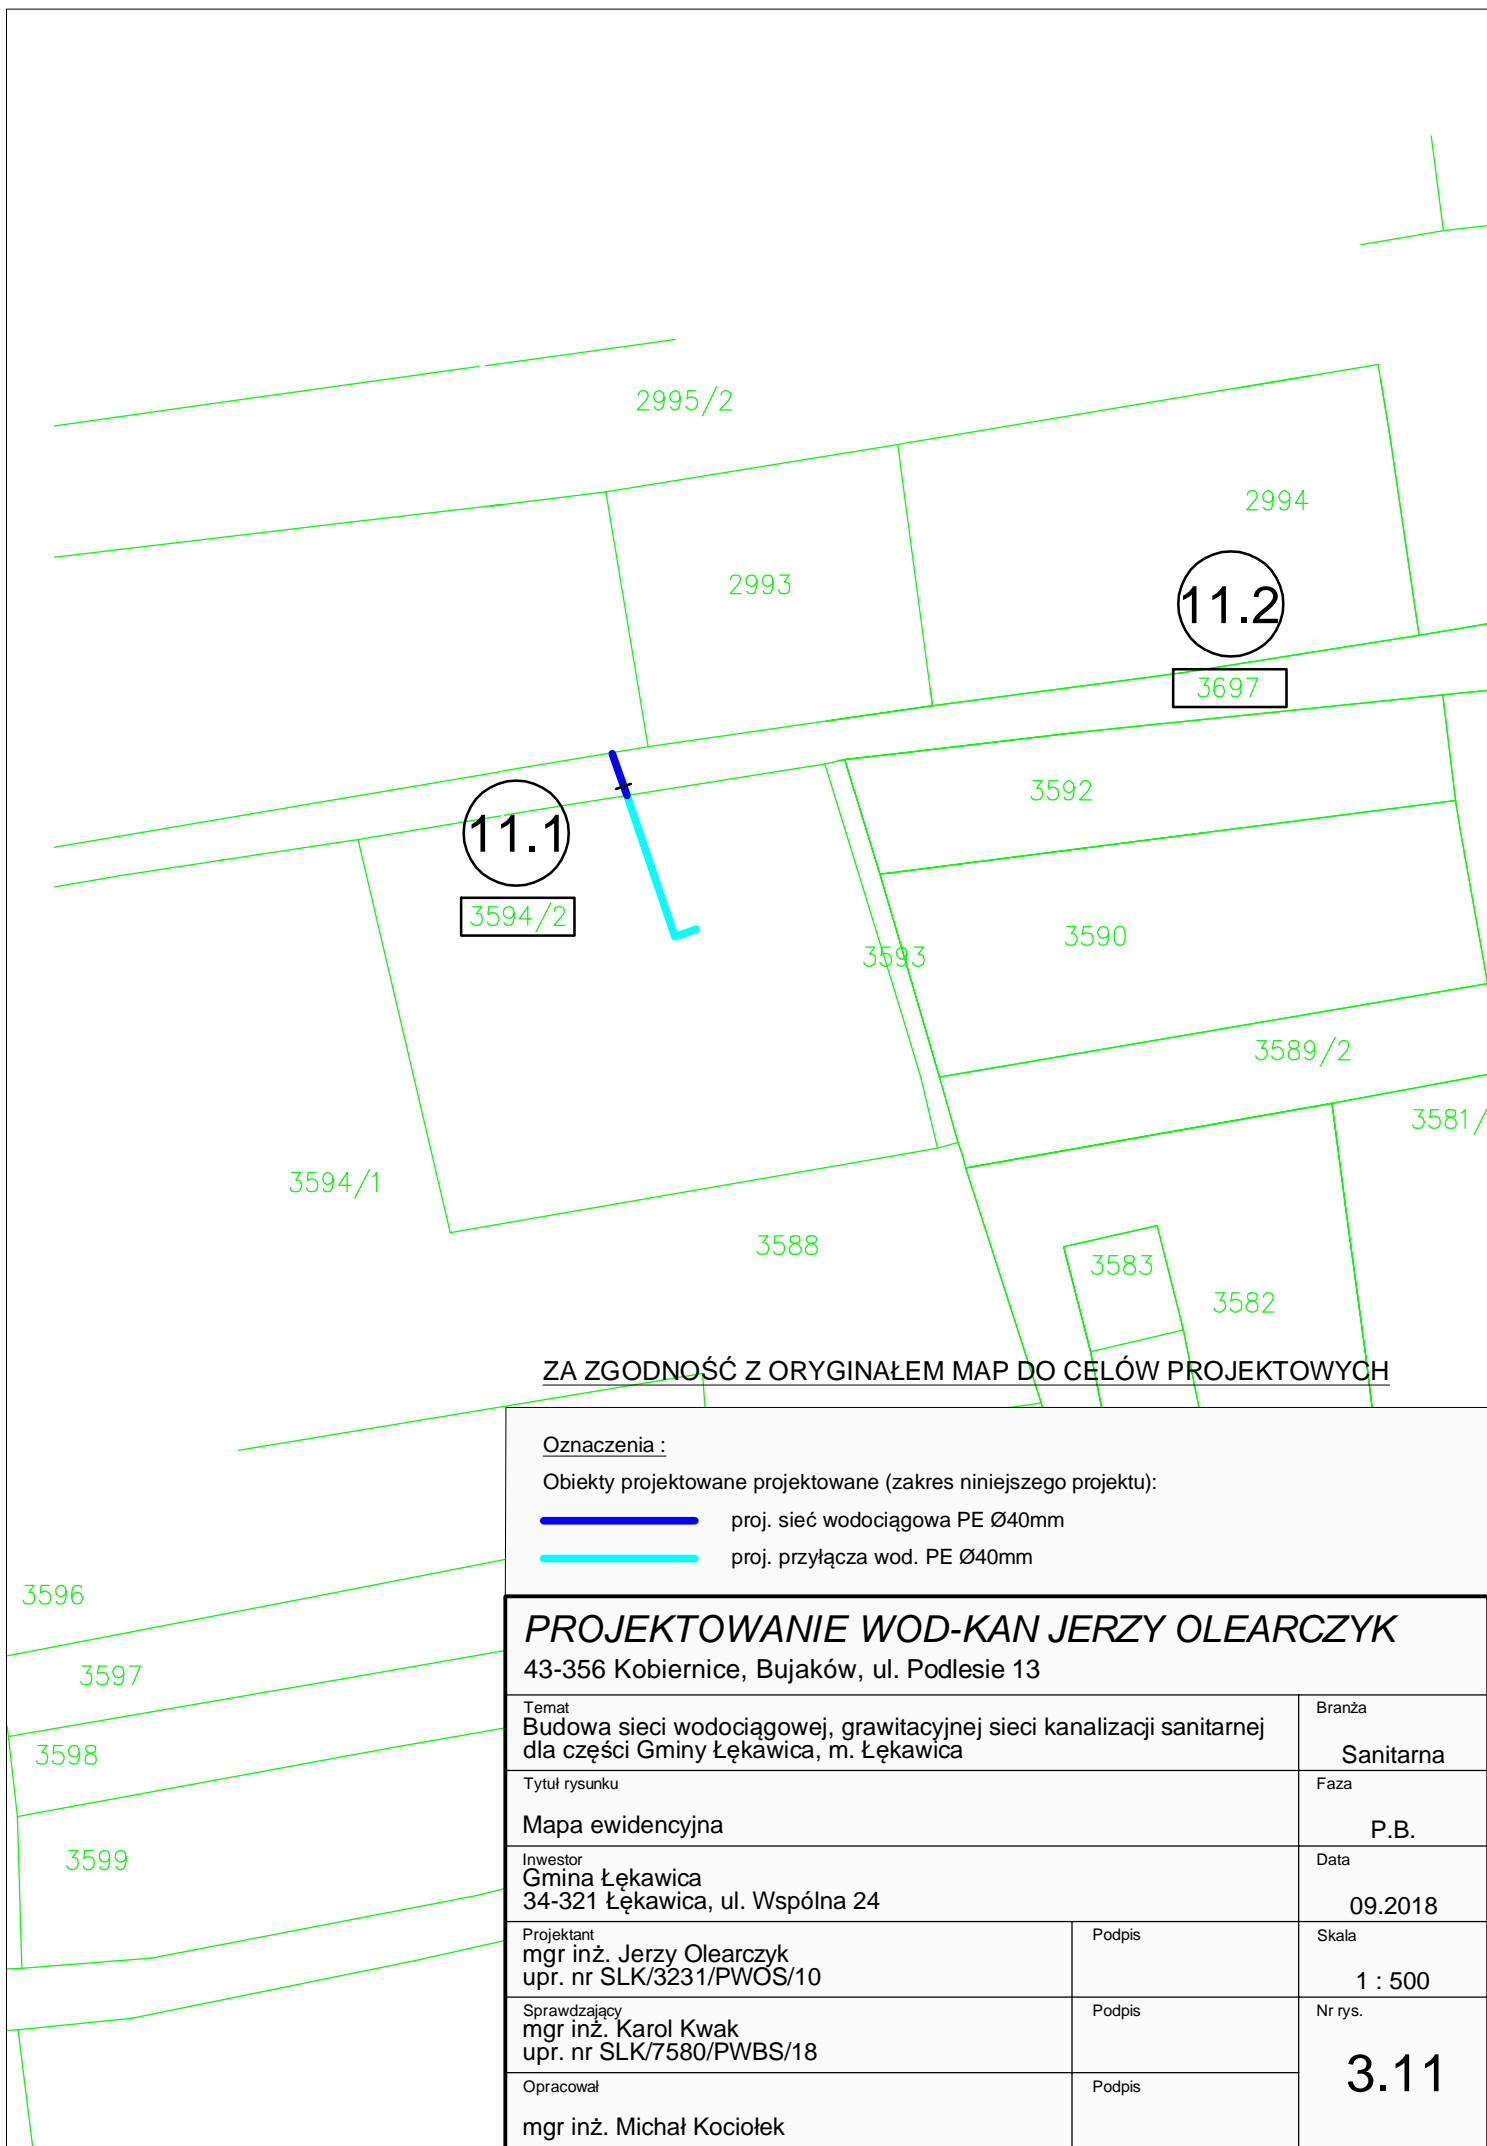 2995/2
2994
2993
11.2
3697
3592
11.1
3594/2
3590
3593
3589/2
3581/
3594/1
3588
3583
3582
ZA ZGODNOŚĆ Z ORYGINAŁEM MAP DO CELÓW PROJEKTOWYCH
Oznaczenia :
Obiekty projektowane projektowane (zakres niniejszego projektu):
proj. sieć wodociągowa PE Ø40mm
proj. przyłącza wod. PE Ø40mm
3596
3597
3598
3599
PROJEKTOWANIE WOD-KAN JERZY OLEARCZYK
43-356 Kobiernice, Bujaków, ul. Podlesie 13
Temat
Budowa sieci wodociągowej, grawitacyjnej sieci kanalizacji sanitarnej
dla części Gminy Łękawica, m. Łękawica
Branża
Sanitarna
Tytuł rysunku
Mapa ewidencyjna
Faza
P.B.
Inwestor
Gmina Łękawica
34-321 Łękawica, ul. Wspólna 24
Data
09.2018
Projektant
mgr inż. Jerzy Olearczyk
upr. nr SLK/3231/PWOS/10
Podpis
Skala
1 : 500
Sprawdzający
mgr inż. Karol Kwak
upr. nr SLK/7580/PWBS/18
Podpis
Nr rys.
3.11
Opracował
mgr inż. Michał Kociołek
Podpis